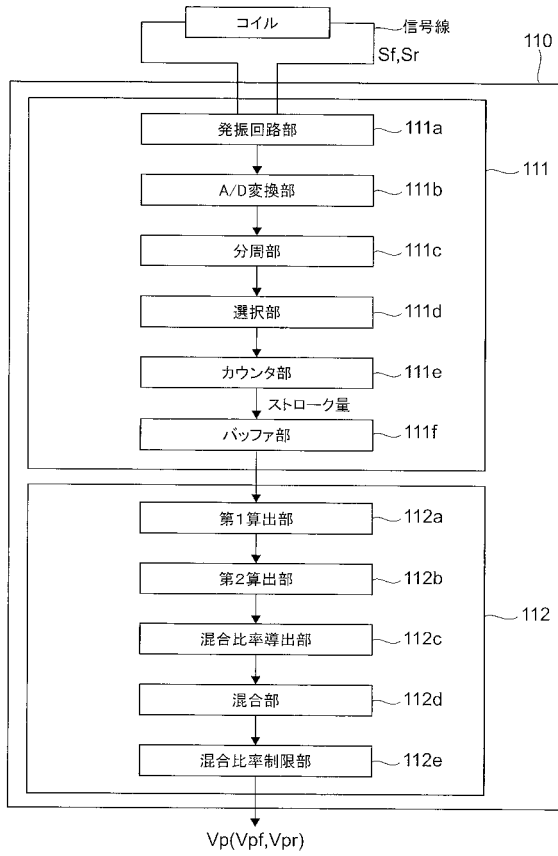 コイル
信号線
Sf,Sr
110
発振回路部
111a
111
A/D変換部
111b
分周部
111c
選択部
111d
カウンタ部
111e
ストローク量
バッファ部
111f
第1算出部
112a
第2算出部
112b
混合比率導出部
112c
112
混合部
112d
混合比率制限部
112e
Vp(Vpf,Vpr)